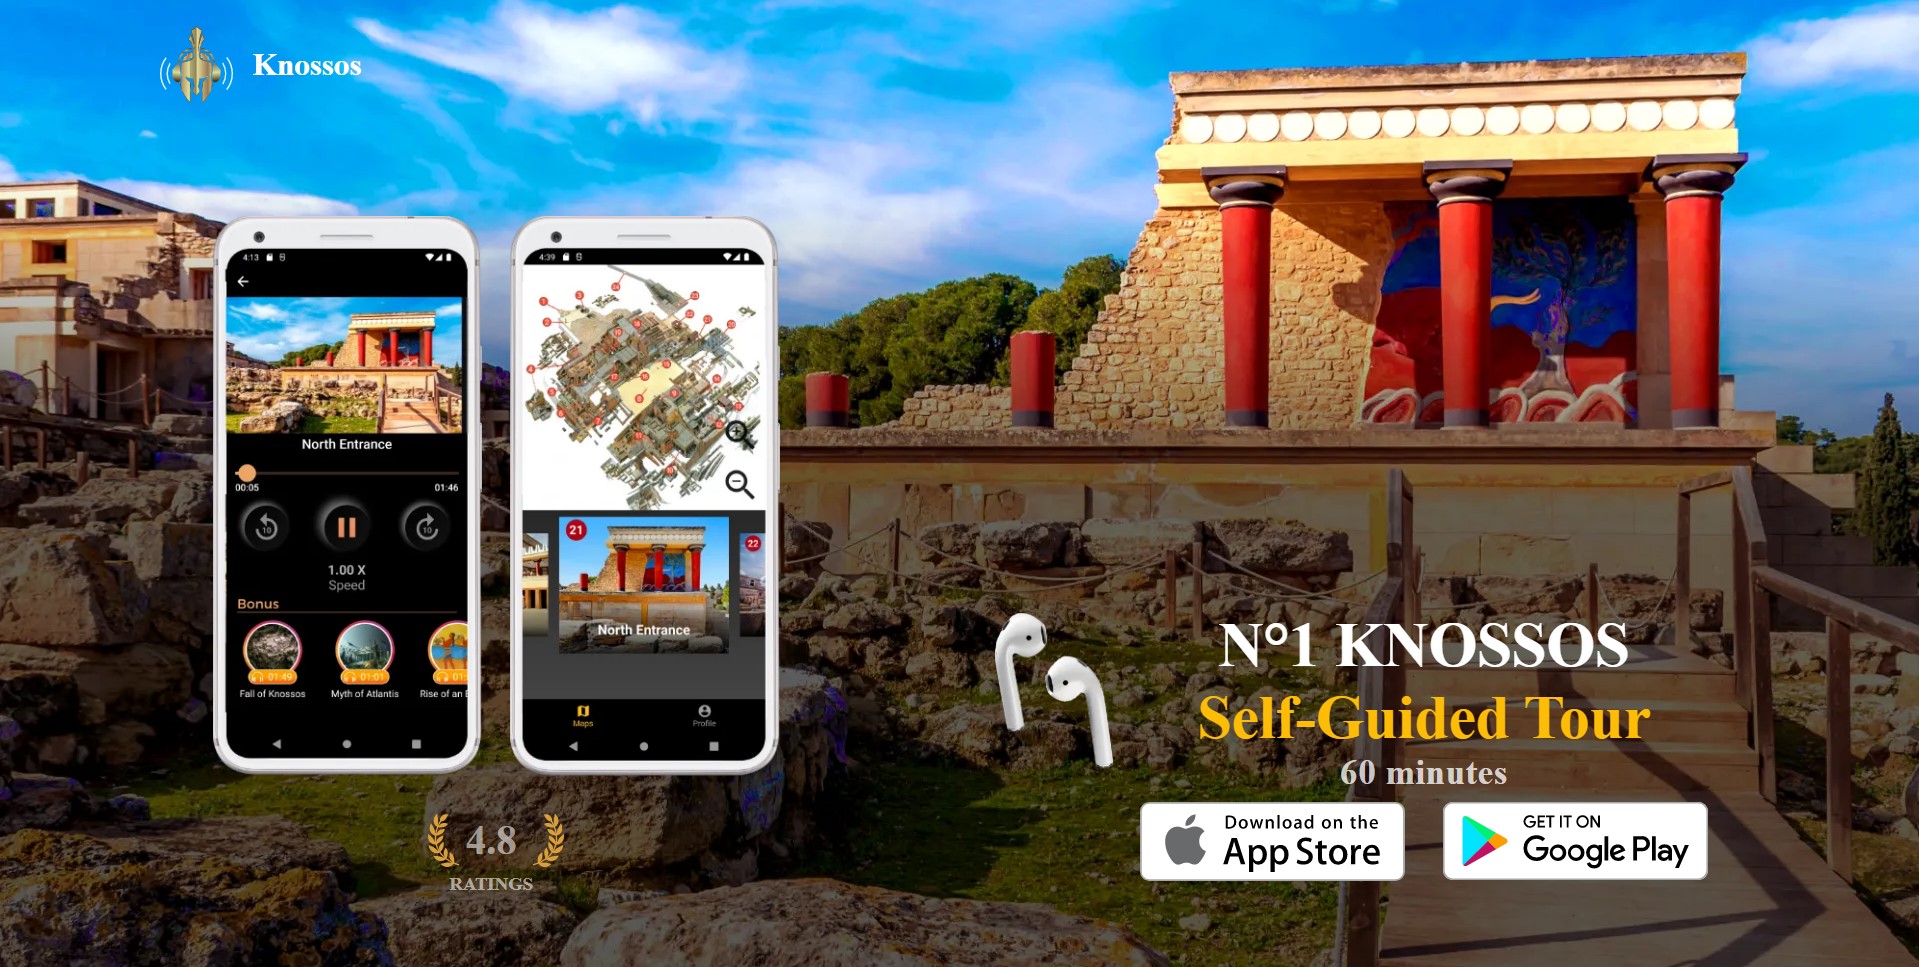 Knossos
4:13
North Entrance
00:05
01:46
10
10
1.00 X
Speed
Bonus
01:49
01:01
Fall of Knossos
Myth of Atlantis
Rise of an
4:39
21
22
North Entrance
Maps
Profile
4.8
RATINGS
N°1 KNOSSOS
Self-Guided Tour
60 minutes
Download on the
App Store
GET IT ON
Google Play